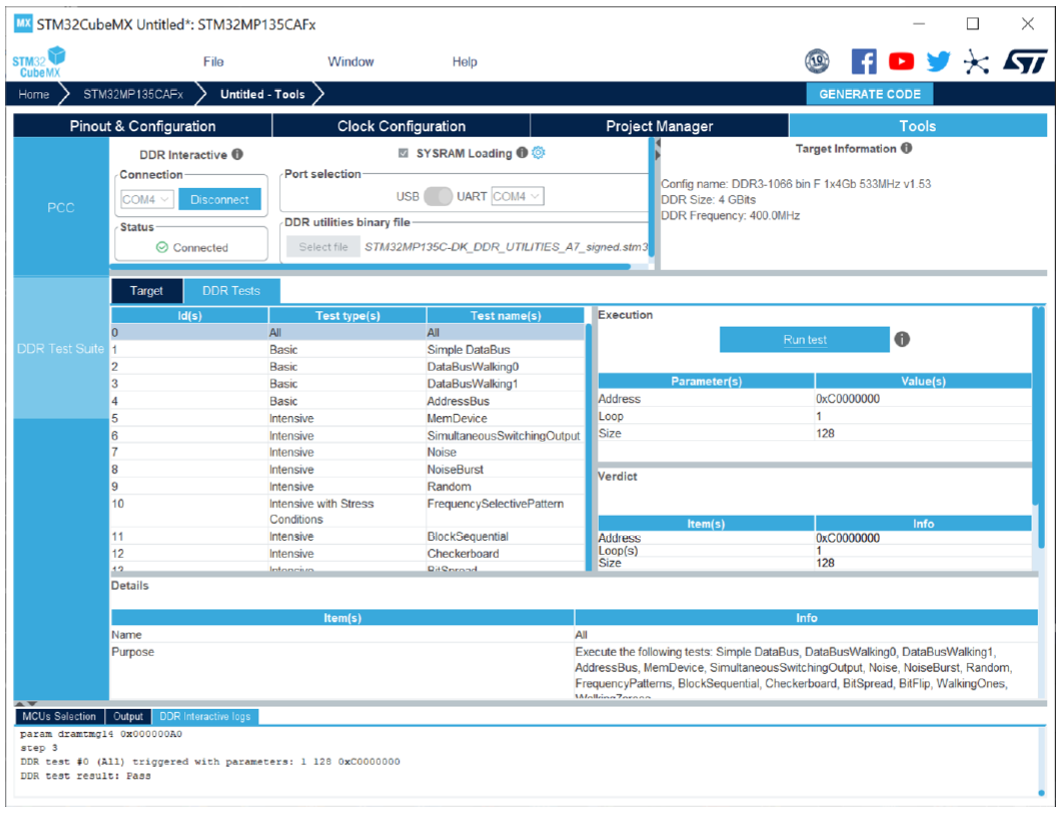 MX STM32CubeMX Untitled*: STM32MP135CAFx
STM32 CubeMX File Window Help 10 ST
Home STM32MP135CAFx Untitled - Tools GENERATE CODE
Pinout & Configuration Clock Configuration Project Manager Tools
PCC
DDR Test Suite
DDR Interactive
Connection
COM4 Disconnect
Status
Connected
SYSRAM Loading
Port selection
USB UART COM4
DDR utilities binary file
Select file STM32MP135C-DK_DDR_UTILITIES_A7_signed.stm3
Target Information
Config name: DDR3-1066 bin F 1x4Gb 533MHz v1.53
DDR Size: 4 GBits
DDR Frequency: 400.0MHz
Target DDR Tests
Id(s) Test type(s) Test name(s)
0 All All
1 Basic Simple DataBus
2 Basic DataBusWalking0
3 Basic DataBusWalking1
4 Basic AddressBus
5 Intensive MemDevice
6 Intensive SimultaneousSwitchingOutput
7 Intensive Noise
8 Intensive NoiseBurst
9 Intensive Random
10 Intensive with Stress Conditions FrequencySelectivePattern
11 Intensive BlockSequential
12 Intensive Checkerboard
13 Intensive BitSpread
Execution
Run test
Parameter(s) Value(s)
Address 0xC0000000
Loop 1
Size 128
Verdict
Item(s) Info
Address 0xC0000000
Loop(s) 1
Size 128
Details
Item(s) Info
Name All
Purpose Execute the following tests: Simple DataBus, DataBusWalking0, DataBusWalking1,
AddressBus, MemDevice, SimultaneousSwitchingOutput, Noise, NoiseBurst, Random,
FrequencyPatterns, BlockSequential, Checkerboard, BitSpread, BitFlip, WalkingOnes,
WalkingZeroes
MCUs Selection Output DDR Interactive logs
param dramtmg14 0x000000A0
step 3
DDR test #0 (All) triggered with parameters: 1 128 0xC0000000
DDR test result: Pass